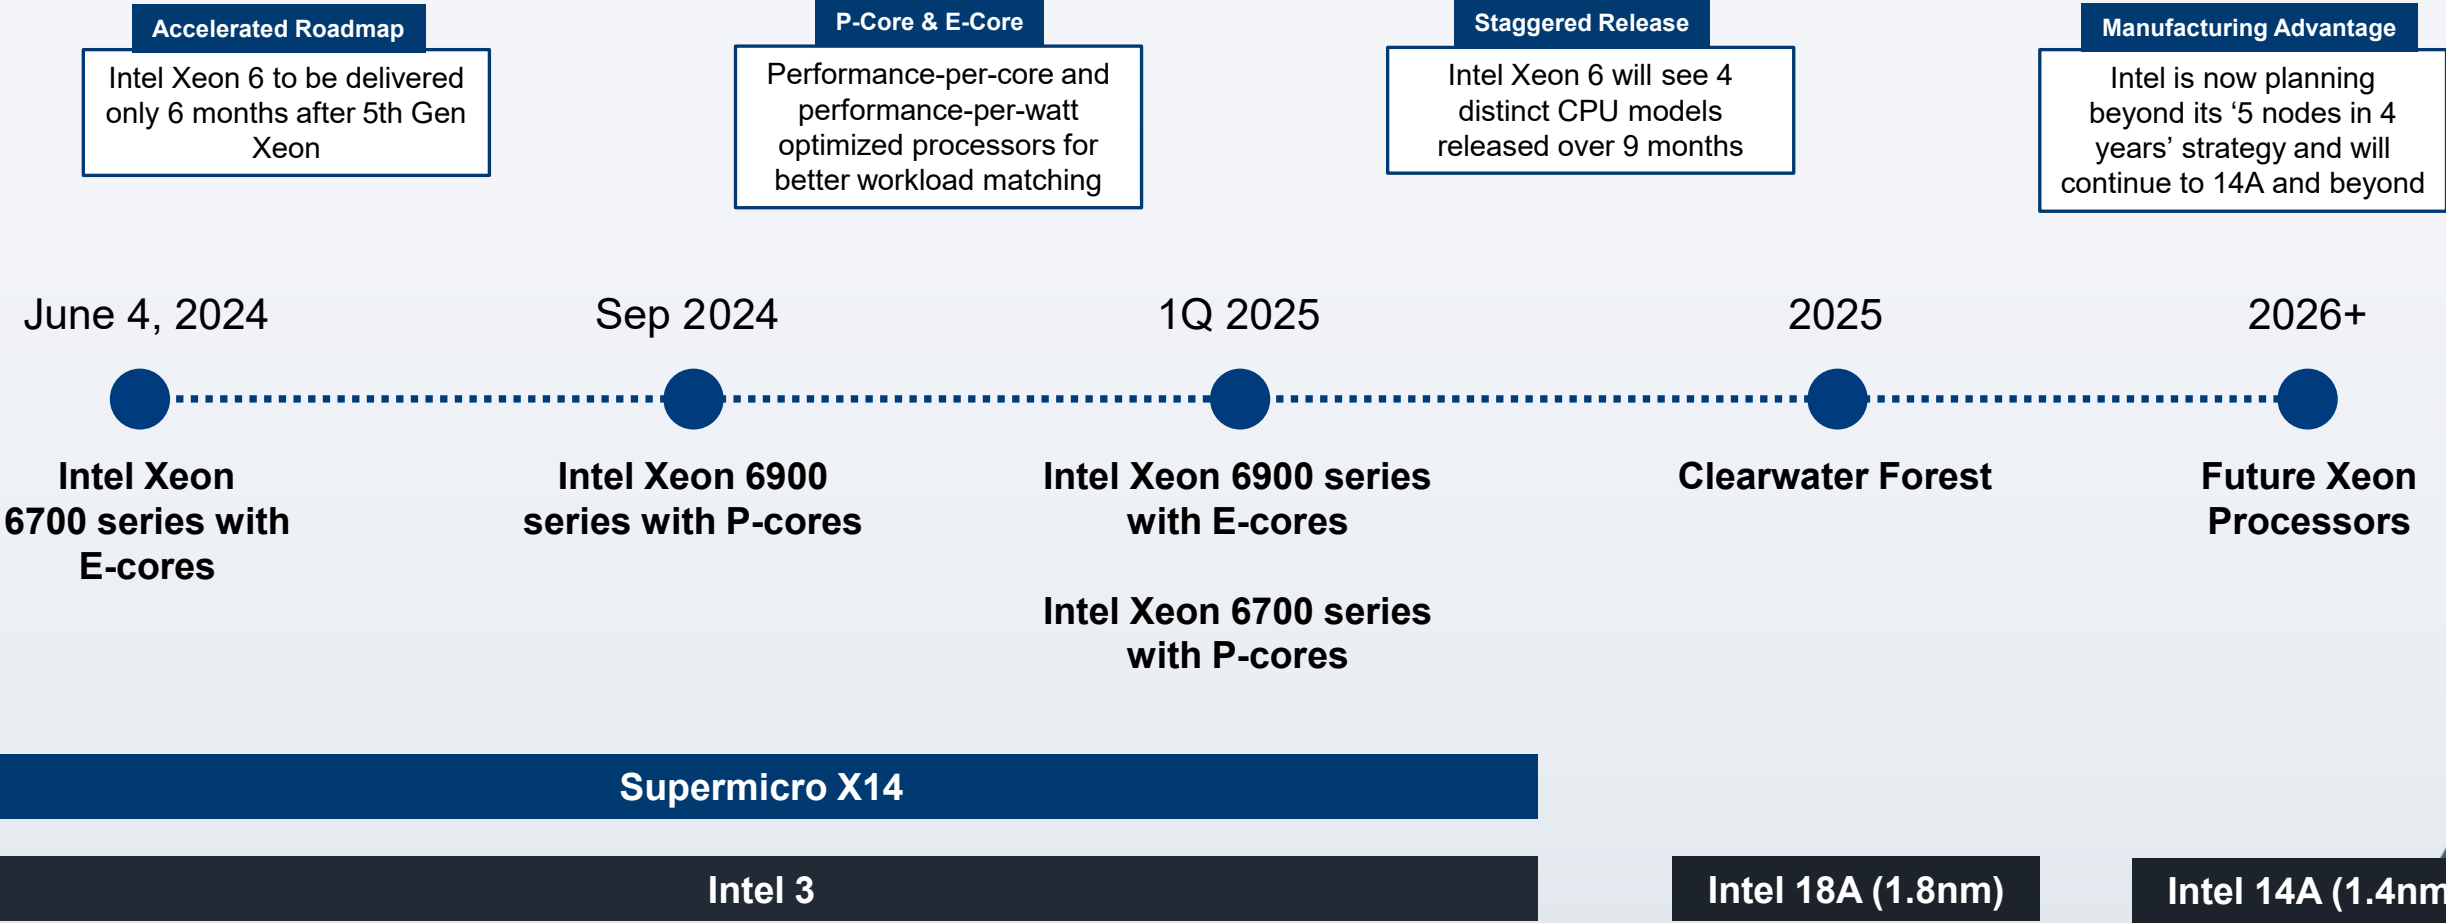 Accelerated Roadmap
Intel Xeon 6 to be delivered
only 6 months after 5th Gen
Xeon
P-Core & E-Core
Performance-per-core and
performance-per-watt
optimized processors for
better workload matching
Staggered Release
Intel Xeon 6 will see 4
distinct CPU models
released over 9 months
Manufacturing Advantage
Intel is now planning
beyond its ‘5 nodes in 4
years’ strategy and will
continue to 14A and beyond
June 4, 2024
Intel Xeon
6700 series with
E-cores
Sep 2024
Intel Xeon 6900
series with P-cores
1Q 2025
Intel Xeon 6900 series
with E-cores
Intel Xeon 6700 series
with P-cores
2025
Clearwater Forest
2026+
Future Xeon
Processors
Supermicro X14
Intel 3
Intel 18A (1.8nm)
Intel 14A (1.4nm